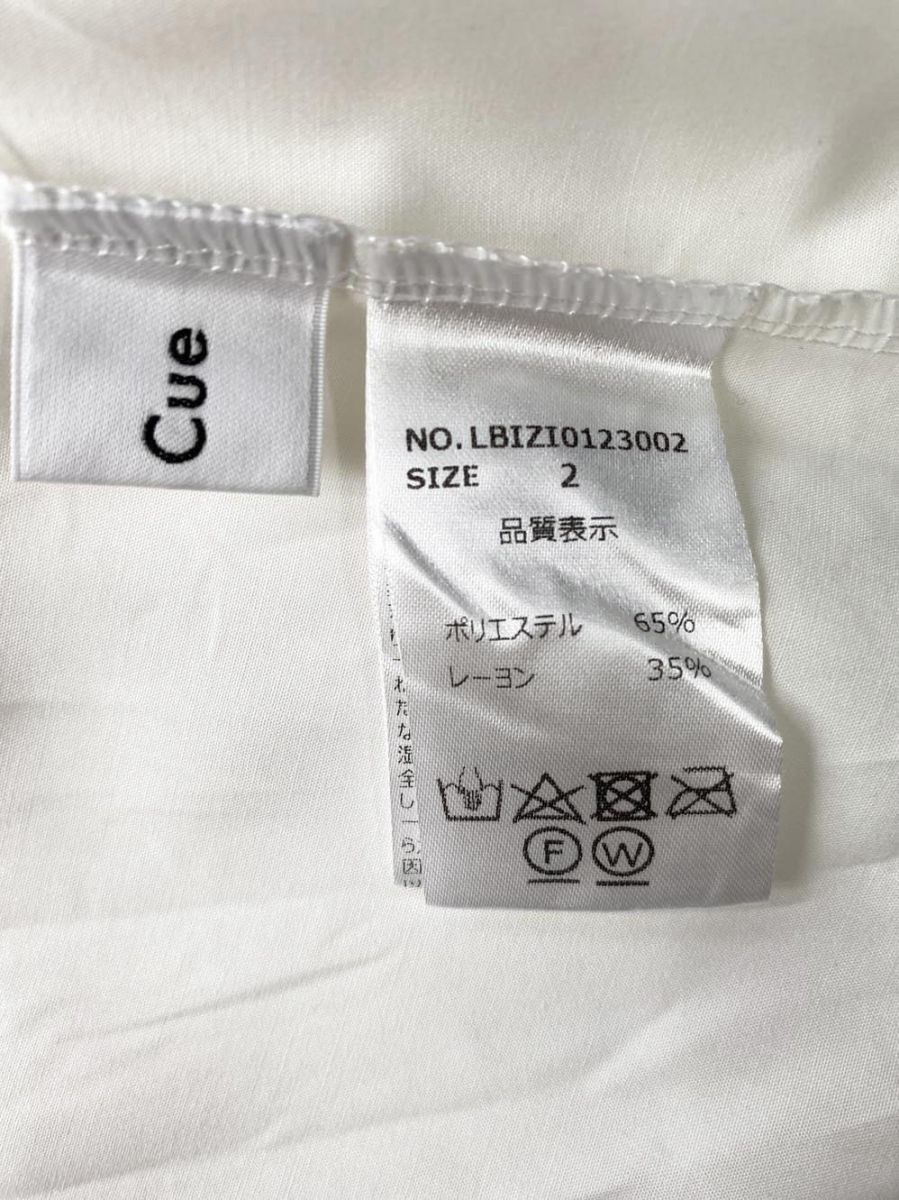 Cue
NO.LBIZI0123002
SIZE 2
品質表示
ポリエステル 65%
レーヨン 35%
F W